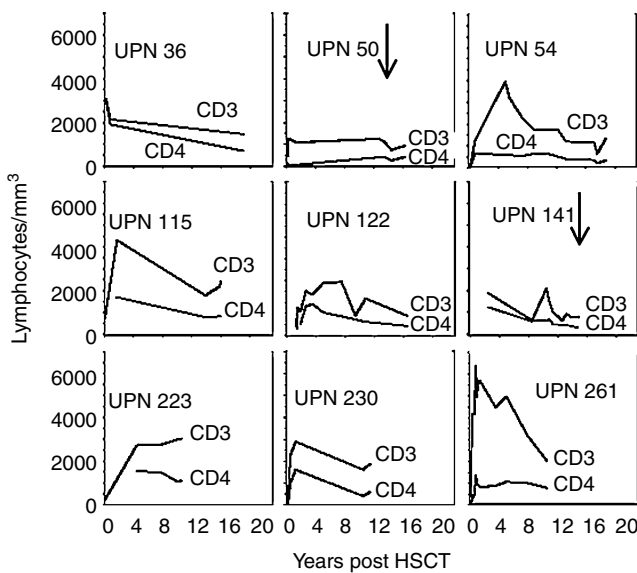 6000
4000
2000
0
UPN 36
CD3
CD4
UPN 50
CD3
CD4
UPN 54
CD3
CD4
Lymphocytes/mm³
6000
4000
2000
0
UPN 115
CD3
CD4
UPN 122
CD3
CD4
UPN 141
CD3
CD4
6000
4000
2000
0
UPN 223
CD3
CD4
UPN 230
CD3
CD4
UPN 261
CD3
CD4
0 4 8 12 16 20
0 4 8 12 16 20
0 4 8 12 16 20
Years post HSCT